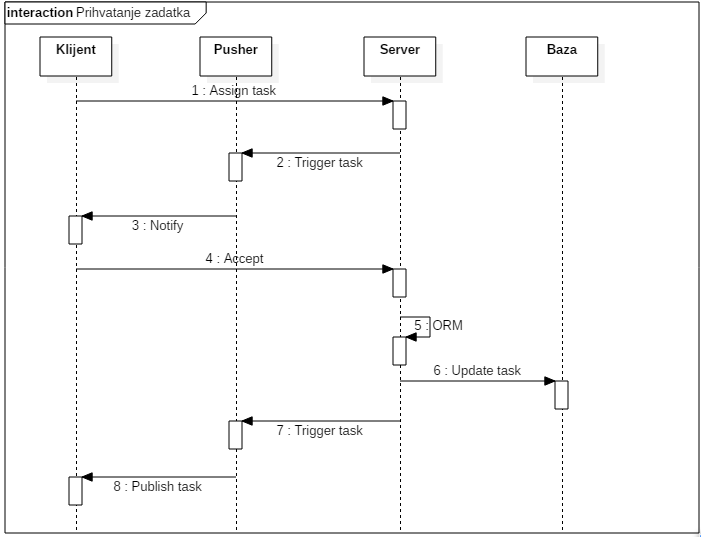 interaction Prihvatanje zadatka
Klijent Pusher Server Baza
1 : Assign task
2 : Trigger task
3 : Notify
4 : Accept
5 : ORM
6 : Update task
7 : Trigger task
8 : Publish task